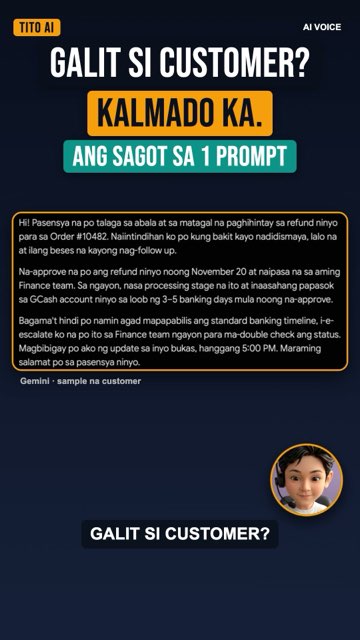 TITO AI
AI VOICE
GALIT SI CUSTOMER?
KALMADO KA.
ANG SAGOT SA 1 PROMPT
Hi! Pasensya na po talaga sa abala at sa matagal na paghihintay sa refund ninyo
para sa Order #10482. Naiintindihan ko po kung bakit kayo nadidismaya, lalo na
at ilang beses na kayong nag-follow up.
Na-approve na po ang refund ninyo noong November 20 at naipasa na sa aming
Finance team. Sa ngayon, nasa processing stage na ito at inaasahang papasok
sa GCash account ninyo sa loob ng 3–5 banking days mula noong na-approve.
Bagama't hindi po namin agad mapapabilis ang standard banking timeline, i-e-
escalate ko na po ito sa Finance team ngayon para ma-double check ang status.
Magbibigay po ako ng update sa inyo bukas, hanggang 5:00 PM. Maraming
salamat po sa pasensya ninyo.
Gemini · sample na customer
GALIT SI CUSTOMER?